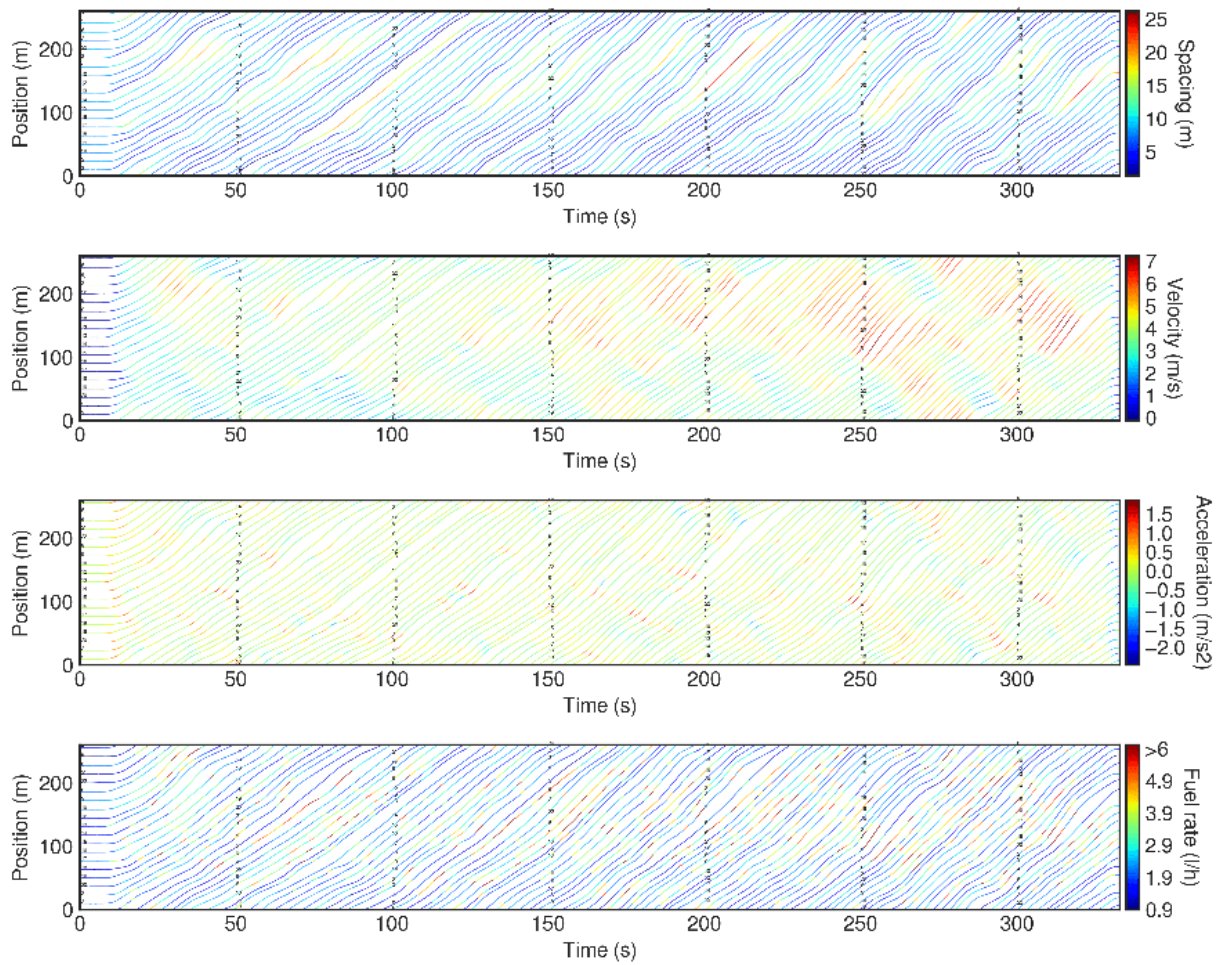 Position (m)
200
100
0
0 50 100 150 200 250 300
Time (s)
25
20
15
10
5
Spacing (m)
Position (m)
200
100
0
0 50 100 150 200 250 300
Time (s)
7
6
5
4
3
2
1
0
Velocity (m/s)
Position (m)
200
100
0
0 50 100 150 200 250 300
Time (s)
1.5
1.0
0.5
0.0
−0.5
−1.0
−1.5
−2.0
Acceleration (m/s2)
Position (m)
200
100
0
0 50 100 150 200 250 300
Time (s)
>6
4.9
3.9
2.9
1.9
0.9
Fuel rate (l/h)